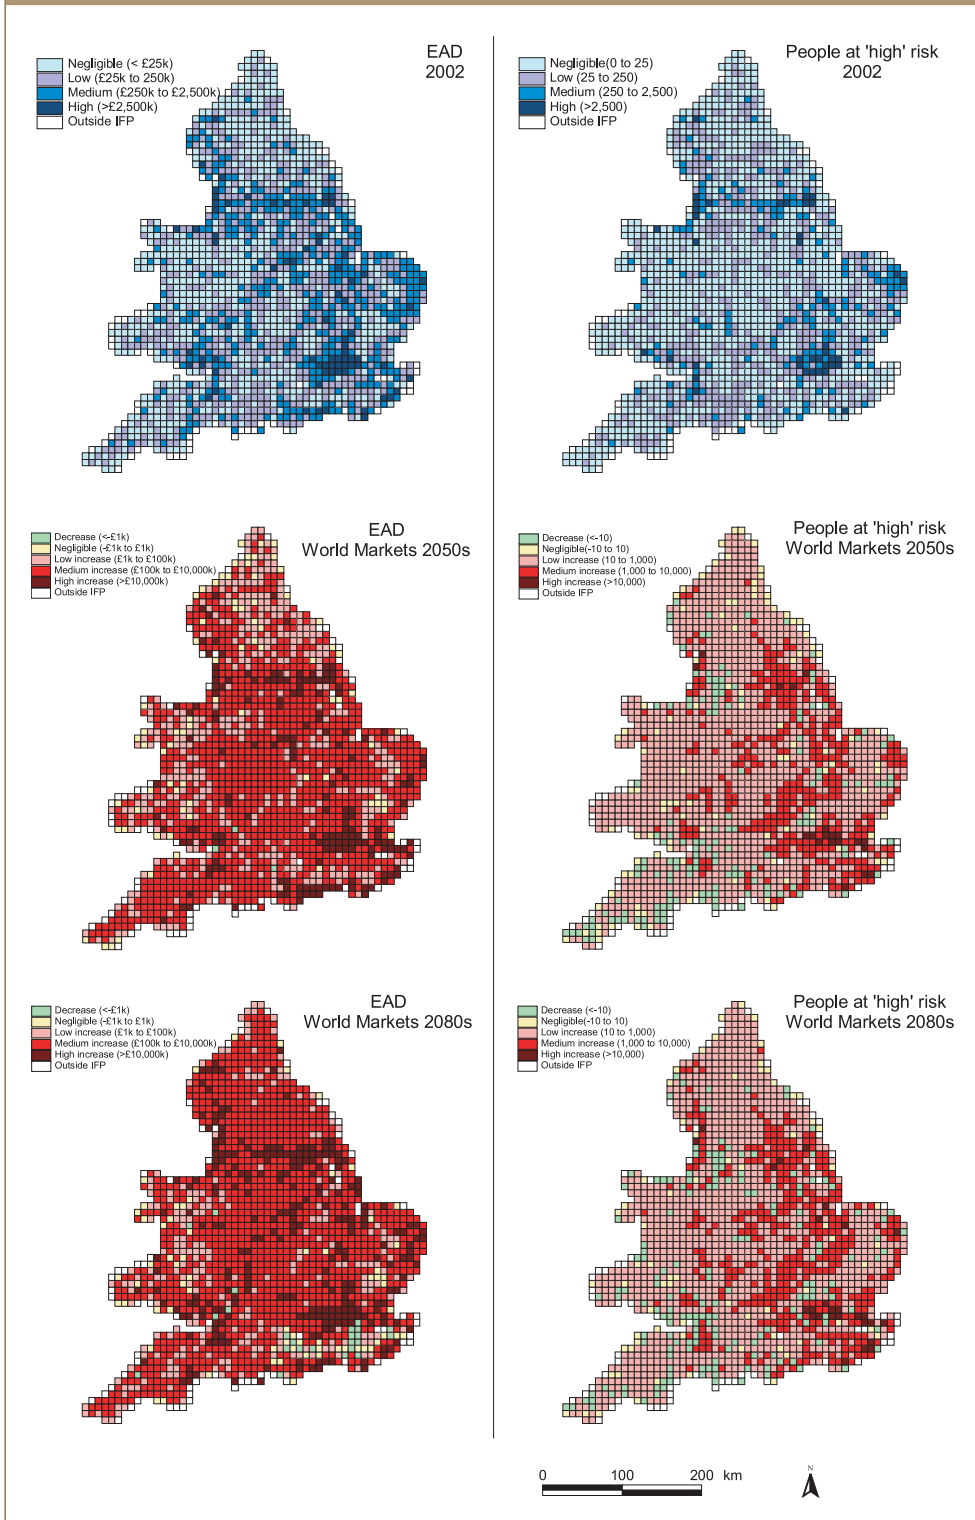 EAD
2002
Negligible (< £25k)
Low (£25k to 250k)
Medium (£250k to £2,500k)
High (>£2,500k)
Outside IFP
People at 'high' risk
2002
Negligible(0 to 25)
Low (25 to 250)
Medium (250 to 2,500)
High (>2,500)
Outside IFP
EAD
World Markets 2050s
Decrease (<-£1k)
Negligible (-£1k to £1k)
Low increase (£1k to £100k)
Medium increase (£100k to £10,000k)
High increase (>£10,000k)
Outside IFP
People at 'high' risk
World Markets 2050s
Decrease (<-10)
Negligible(-10 to 10)
Low increase (10 to 1,000)
Medium increase (1,000 to 10,000)
High increase (>10,000)
Outside IFP
EAD
World Markets 2080s
Decrease (<-£1k)
Negligible (-£1k to £1k)
Low increase (£1k to £100k)
Medium increase (£100k to £10,000k)
High increase (>£10,000k)
Outside IFP
People at 'high' risk
World Markets 2080s
Decrease (<-10)
Negligible(-10 to 10)
Low increase (10 to 1,000)
Medium increase (1,000 to 10,000)
High increase (>10,000)
Outside IFP
0 100 200 km
N